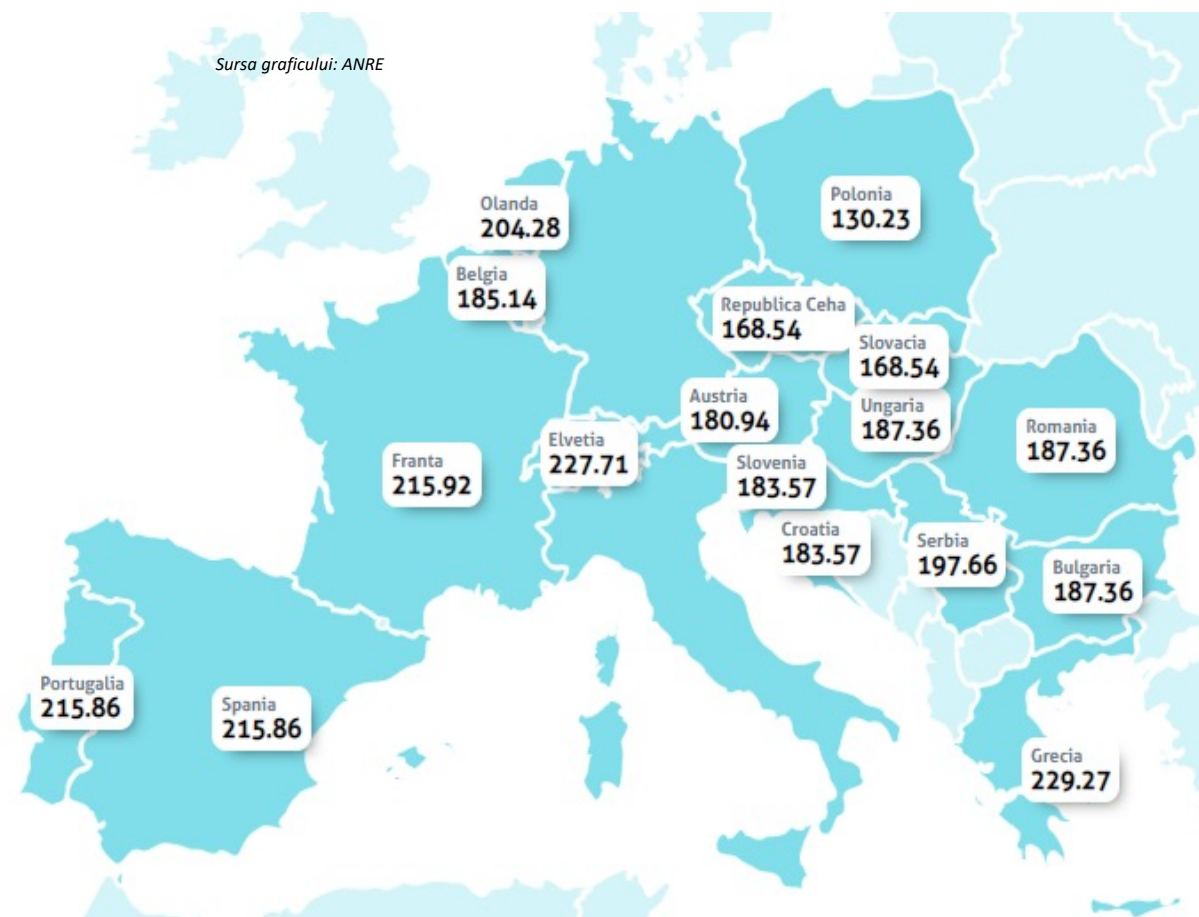 Sursa graficului: ANRE
Olanda
204.28
Polonia
130.23
Belgia
185.14
Republica Ceha
168.54
Slovacia
168.54
Austria
180.94
Ungaria
187.36
Romania
187.36
Elvetia
227.71
Franta
215.92
Slovenia
183.57
Croatia
183.57
Serbia
197.66
Bulgaria
187.36
Portugalia
215.86
Spania
215.86
Grecia
229.27